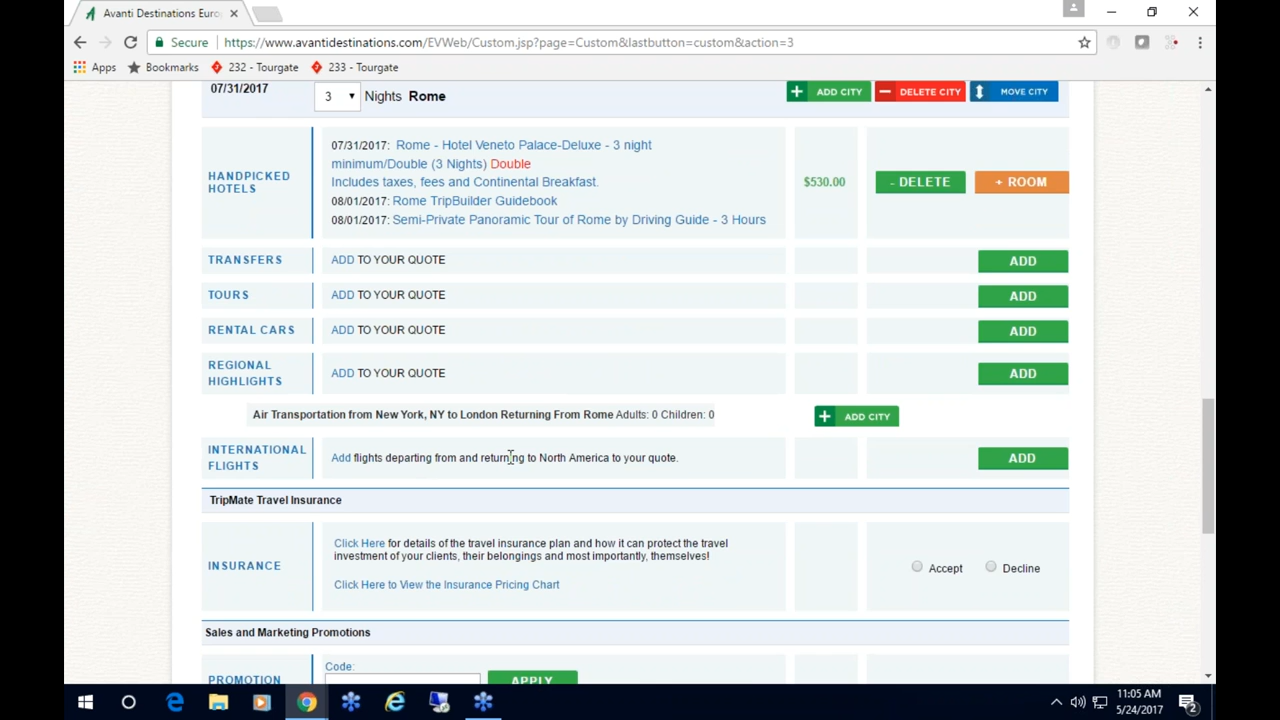 Avanti Destinations Euro
Secure
https://www.avantidestinations.com/EVWeb/Custom.jsp?page=Custom&lastbutton=custom&action=3
Apps
Bookmarks
232 - Tourgate
233 - Tourgate
07/31/2017
3 Nights Rome
ADD CITY
DELETE CITY
MOVE CITY
HANDPICKED
HOTELS
07/31/2017: Rome - Hotel Veneto Palace-Deluxe - 3 night
minimum/Double (3 Nights) Double
Includes taxes, fees and Continental Breakfast.
08/01/2017: Rome TripBuilder Guidebook
08/01/2017: Semi-Private Panoramic Tour of Rome by Driving Guide - 3 Hours
$530.00
- DELETE
+ ROOM
TRANSFERS
ADD TO YOUR QUOTE
ADD
TOURS
ADD TO YOUR QUOTE
ADD
RENTAL CARS
ADD TO YOUR QUOTE
ADD
REGIONAL
HIGHLIGHTS
ADD TO YOUR QUOTE
ADD
Air Transportation from New York, NY to London Returning From Rome Adults: 0 Children: 0
ADD CITY
INTERNATIONAL
FLIGHTS
Add flights departing from and returning to North America to your quote.
ADD
TripMate Travel Insurance
INSURANCE
Click Here for details of the travel insurance plan and how it can protect the travel
investment of your clients, their belongings and most importantly, themselves!
Click Here to View the Insurance Pricing Chart
Accept
Decline
Sales and Marketing Promotions
PROMOTION
Code:
APPLY
11:05 AM
5/24/2017
2